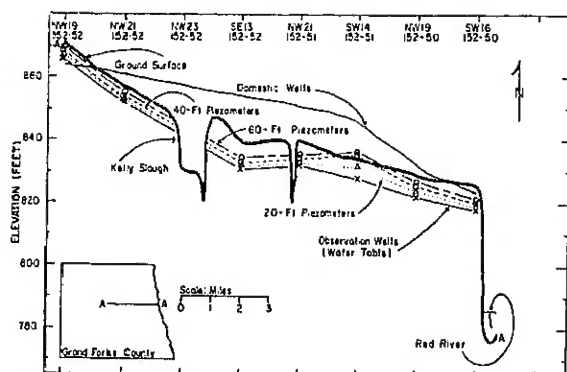 NW19 NW21 NW23 SE13 NW21 SW14 NW19 SW16
152-52 152-52 152-52 152-52 152-51 152-51 152-50 152-50
Ground Surface
Domestic Wells
N
860
40-Ft Piezometers
60-Ft Piezometers
840
Kelly Slough
ELEVATION (FEET)
820
20-Ft Piezometers
Observation Wells
(Water Table)
800
Scale: Miles
A A
0 1 2 3
780
A
Red River
Grand Forks County